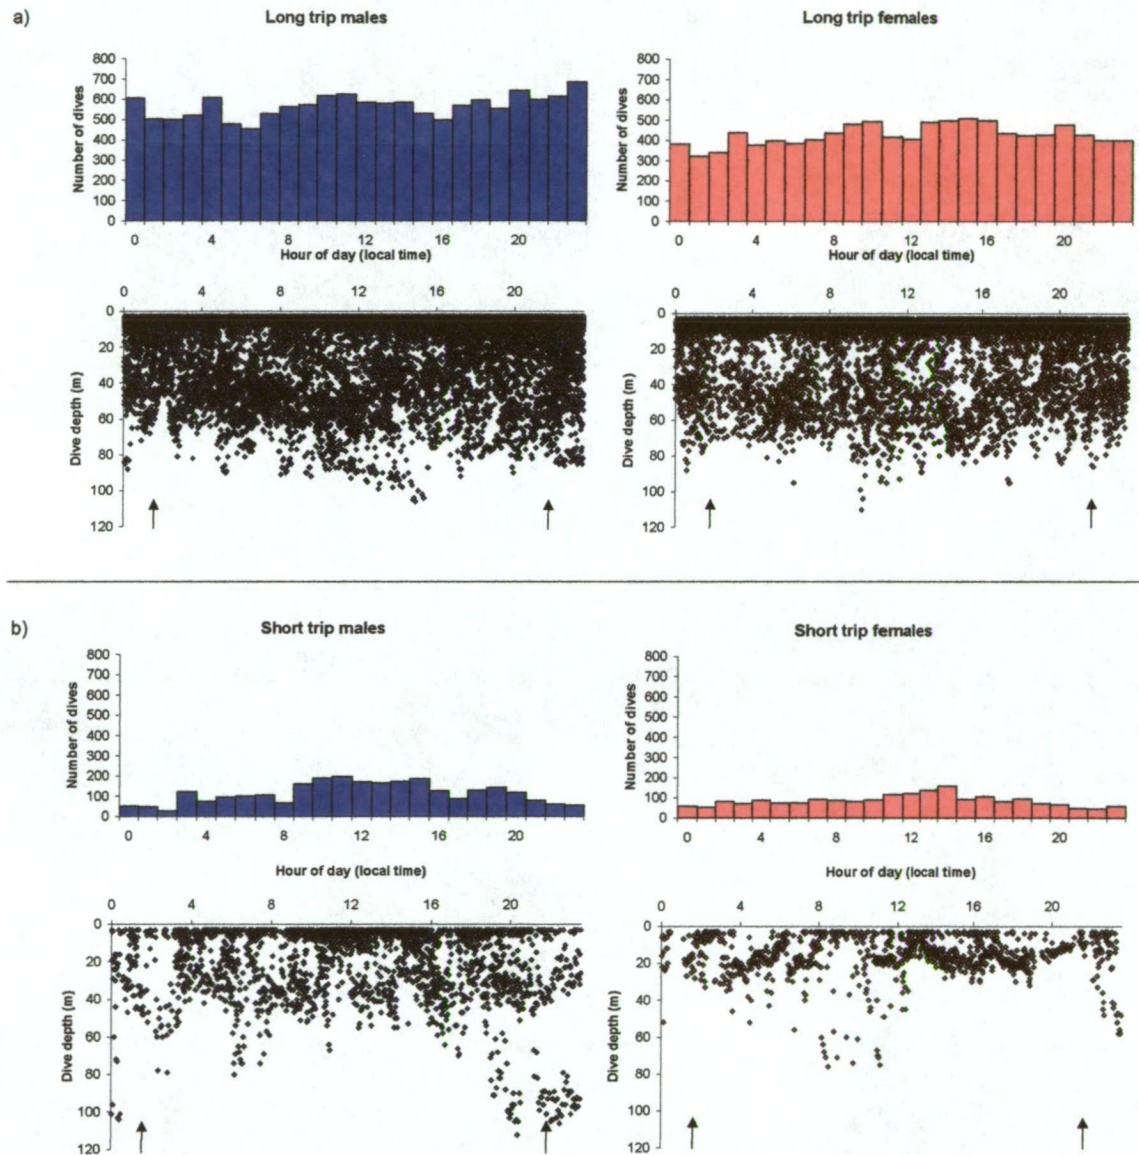 a)
Long trip males
Long trip females
Number of dives
800
700
600
500
400
300
200
100
0
0 4 8 12 16 20
Hour of day (local time)
Number of dives
800
700
600
500
400
300
200
100
0
0 4 8 12 16 20
Hour of day (local time)
0 4 8 12 16 20
Dive depth (m)
0
20
40
60
80
100
120
0 4 8 12 16 20
Dive depth (m)
0
20
40
60
80
100
120
b)
Short trip males
Short trip females
Number of dives
800
700
600
500
400
300
200
100
0
0 4 8 12 16 20
Hour of day (local time)
Number of dives
800
700
600
500
400
300
200
100
0
0 4 8 12 16 20
Hour of day (local time)
0 4 8 12 16 20
Dive depth (m)
0
20
40
60
80
100
120
0 4 8 12 16 20
Dive depth (m)
0
20
40
60
80
100
120